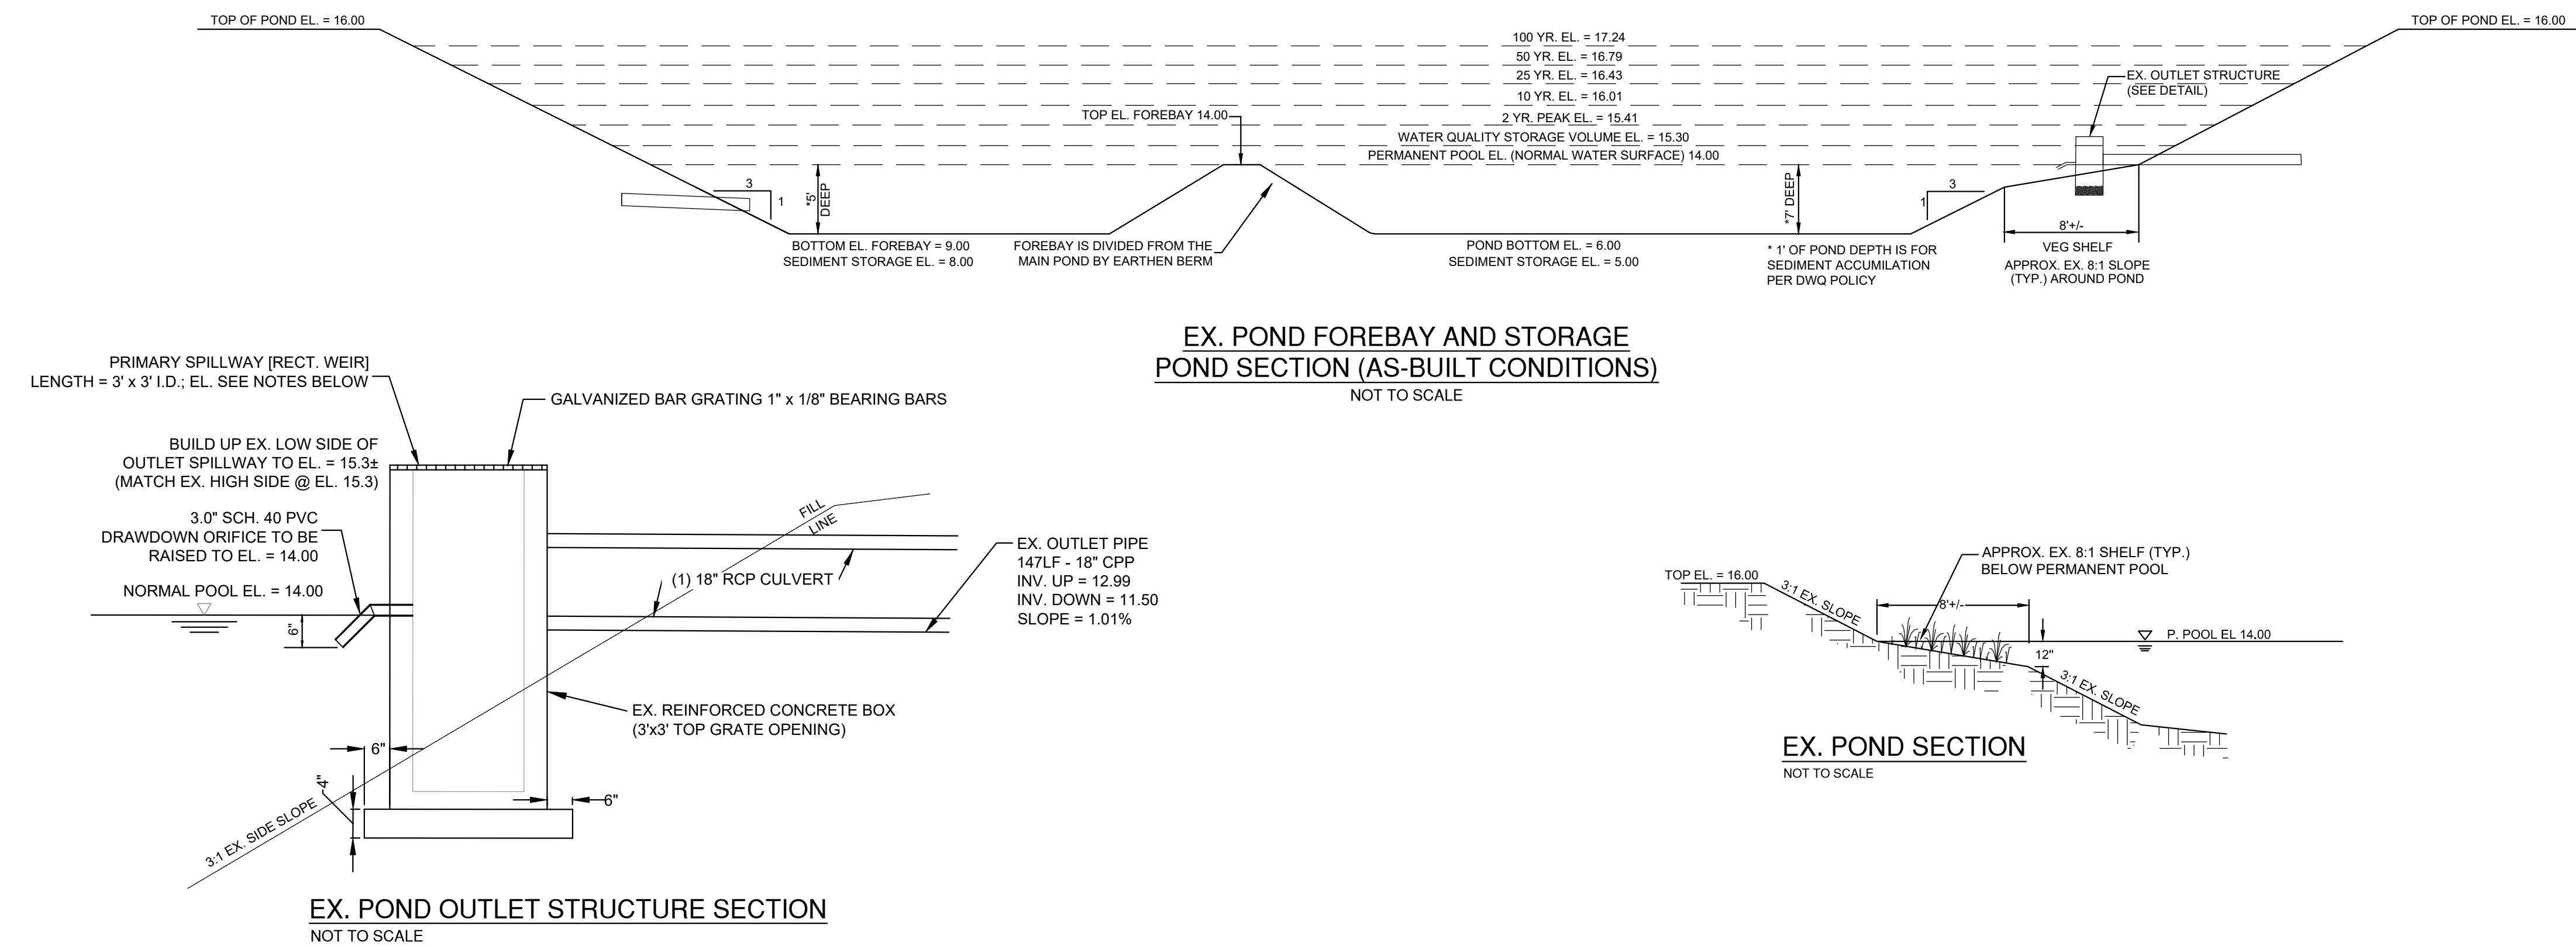 TOP OF POND EL. = 16.00
TOP OF POND EL. = 16.00
100 YR. EL. = 17.24
50 YR. EL. = 16.79
25 YR. EL. = 16.43
10 YR. EL. = 16.01
2 YR. PEAK EL. = 15.41
WATER QUALITY STORAGE VOLUME EL. = 15.30
PERMANENT POOL EL. (NORMAL WATER SURFACE) 14.00
TOP EL. FOREBAY 14.00
EX. OUTLET STRUCTURE
(SEE DETAIL)
3
1
*5'
DEEP
*7' DEEP
3
1
8'+/-
VEG SHELF
APPROX. EX. 8:1 SLOPE
(TYP.) AROUND POND
BOTTOM EL. FOREBAY = 9.00
SEDIMENT STORAGE EL. = 8.00
FOREBAY IS DIVIDED FROM THE
MAIN POND BY EARTHEN BERM
POND BOTTOM EL. = 6.00
SEDIMENT STORAGE EL. = 5.00
* 1' OF POND DEPTH IS FOR
SEDIMENT ACCUMILATION
PER DWQ POLICY
EX. POND FOREBAY AND STORAGE
POND SECTION (AS-BUILT CONDITIONS)
NOT TO SCALE
PRIMARY SPILLWAY [RECT. WEIR]
LENGTH = 3' x 3' I.D.; EL. SEE NOTES BELOW
GALVANIZED BAR GRATING 1" x 1/8" BEARING BARS
BUILD UP EX. LOW SIDE OF
OUTLET SPILLWAY TO EL. = 15.3±
(MATCH EX. HIGH SIDE @ EL. 15.3)
3.0" SCH. 40 PVC
DRAWDOWN ORIFICE TO BE
RAISED TO EL. = 14.00
NORMAL POOL EL. = 14.00
6"
FILL
LINE
(1) 18" RCP CULVERT
EX. OUTLET PIPE
147LF - 18" CPP
INV. UP = 12.99
INV. DOWN = 11.50
SLOPE = 1.01%
EX. REINFORCED CONCRETE BOX
(3'x3' TOP GRATE OPENING)
6"
4"
6"
3:1 EX. SIDE SLOPE
EX. POND OUTLET STRUCTURE SECTION
NOT TO SCALE
APPROX. EX. 8:1 SHELF (TYP.)
BELOW PERMANENT POOL
TOP EL. = 16.00
3:1 EX. SLOPE
8'+/-
P. POOL EL 14.00
12"
3:1 EX. SLOPE
EX. POND SECTION
NOT TO SCALE